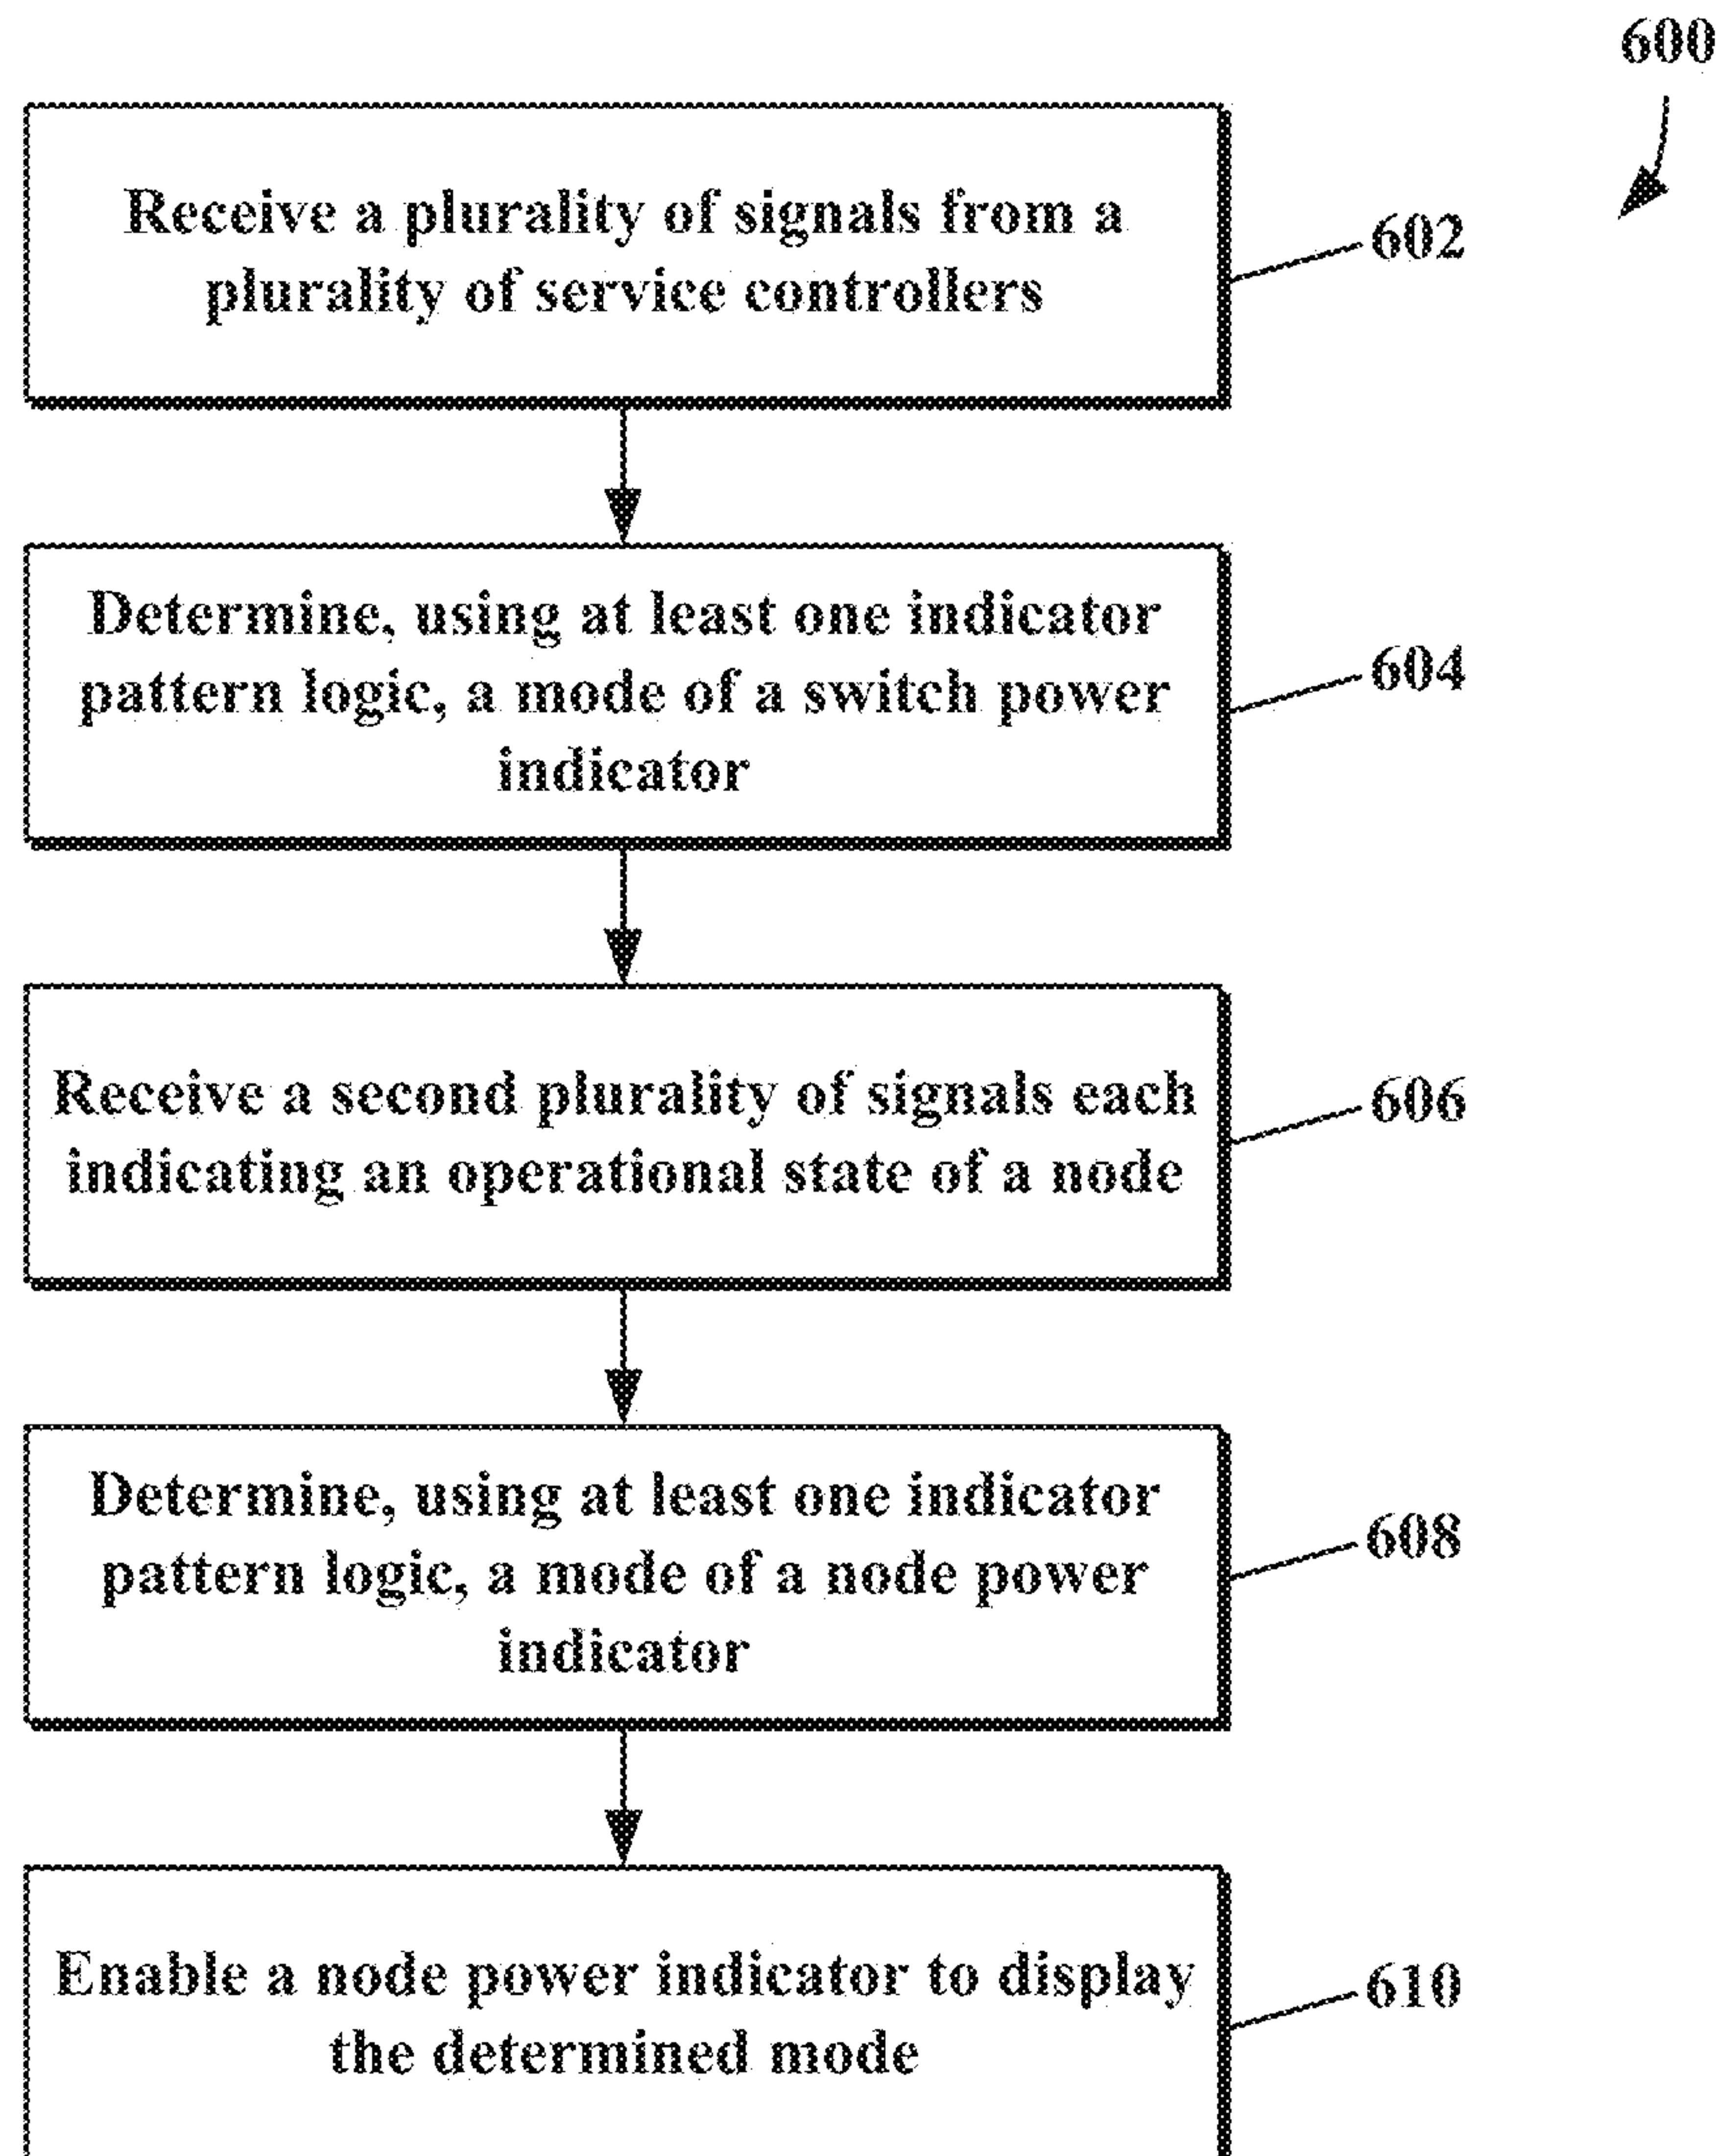 600
Receive a plurality of signals from a
plurality of service controllers
602
Determine, using at least one indicator
pattern logic, a mode of a switch power
indicator
604
Receive a second plurality of signals each
indicating an operational state of a node
606
Determine, using at least one indicator
pattern logic, a mode of a node power
indicator
608
Enable a node power indicator to display
the determined mode
610